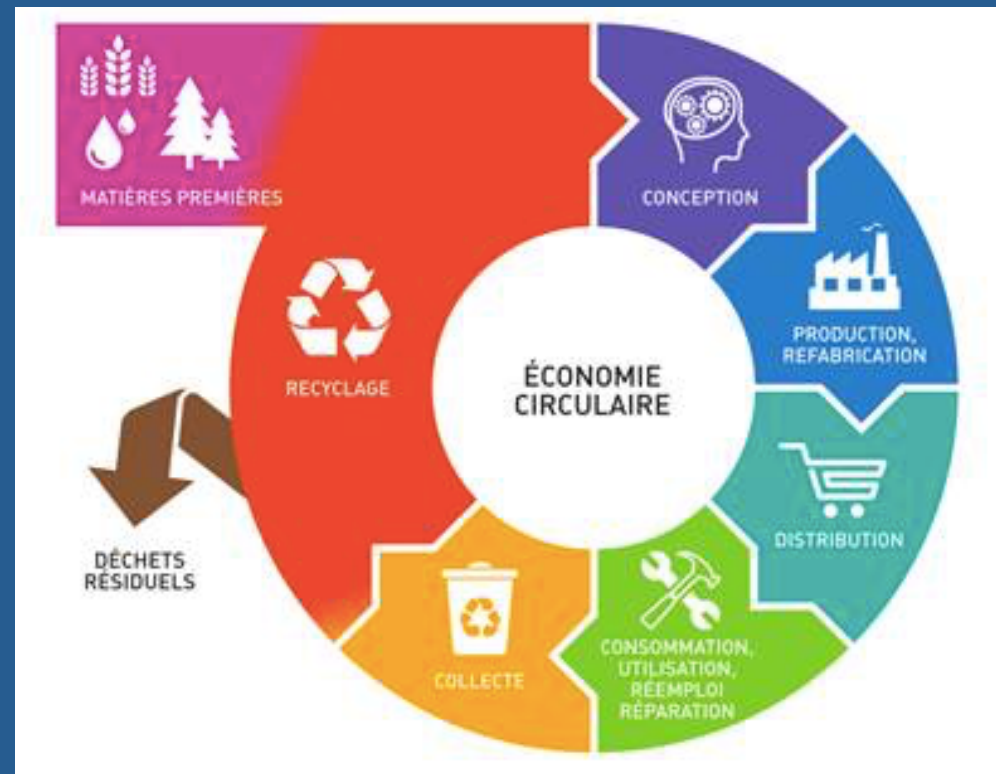 MATIÈRES PREMIÈRES
CONCEPTION
PRODUCTION,
REFABRICATION
RECYCLAGE
ÉCONOMIE
CIRCULAIRE
DISTRIBUTION
DÉCHETS
RÉSIDUELS
CONSOMMATION,
UTILISATION,
RÉEMPLOI
RÉPARATION
COLLECTE